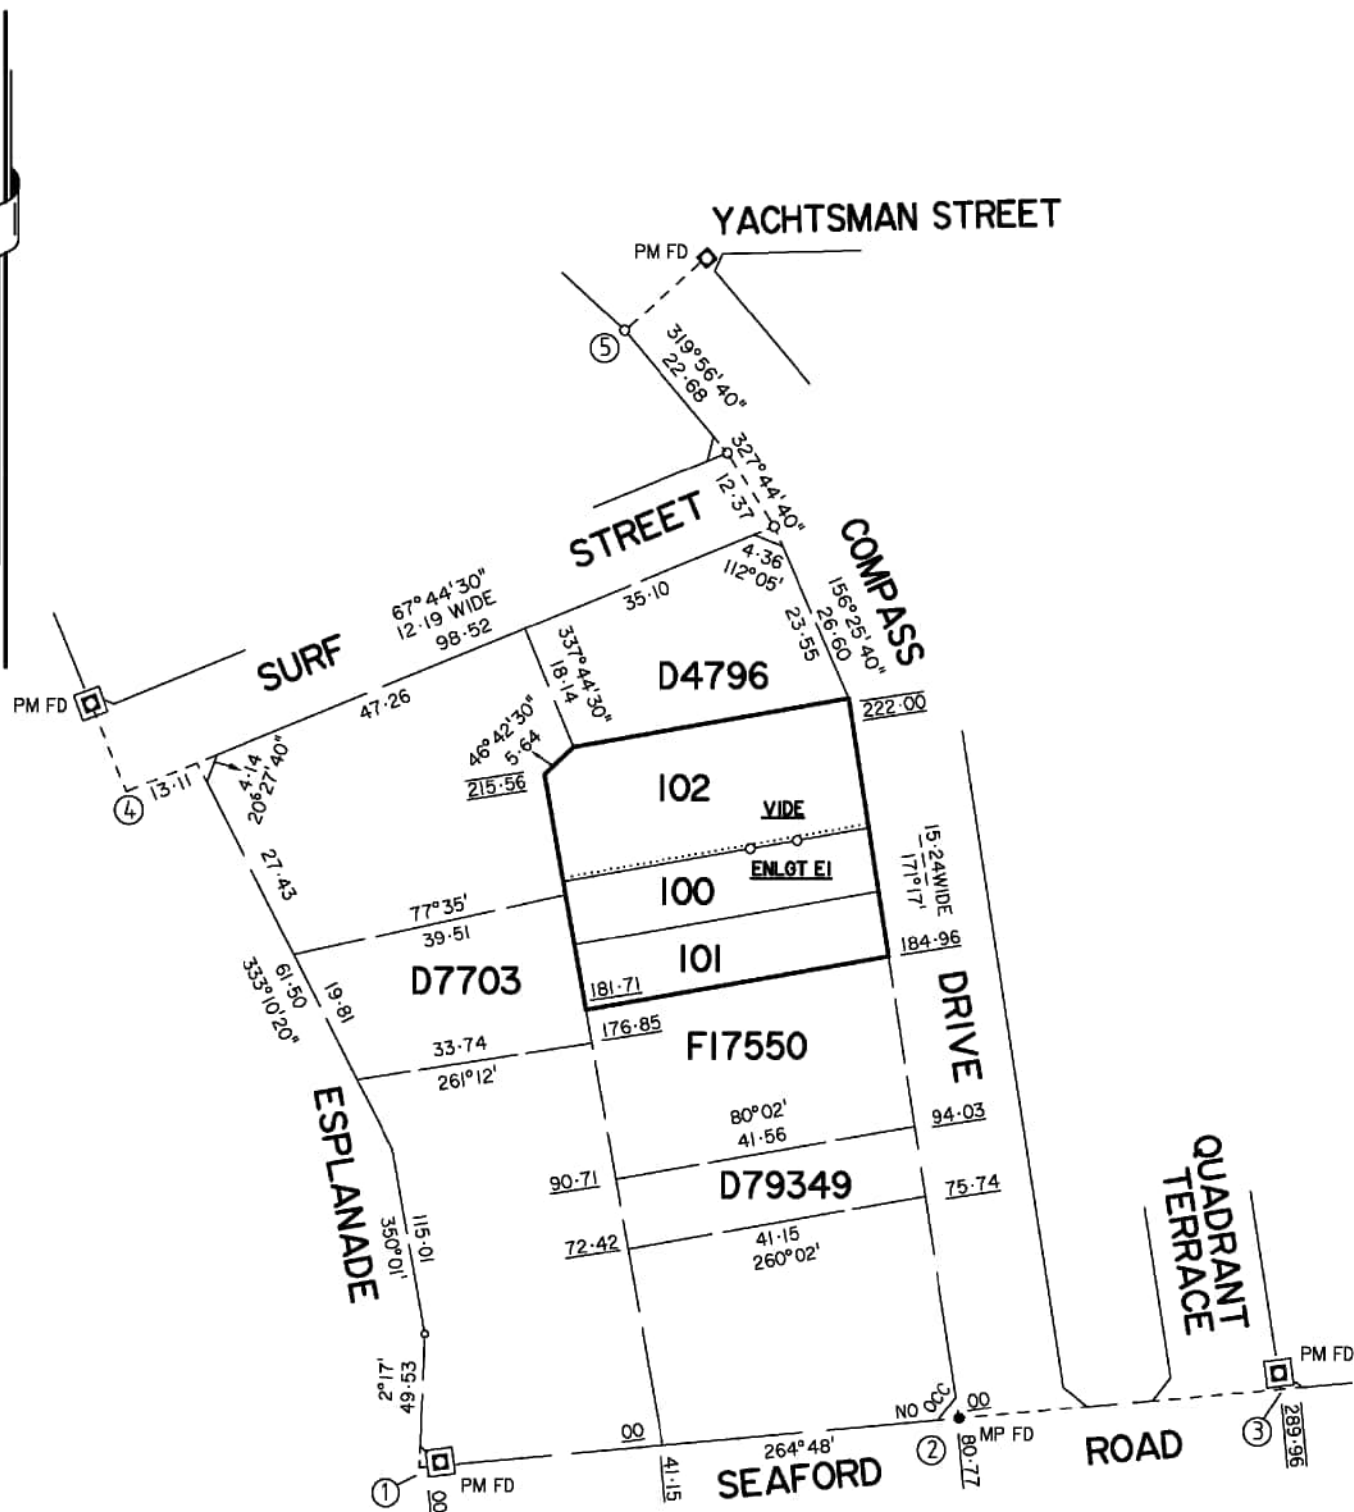 YACHTSMAN STREET
PM FD
5
319°56'40"
22·68
327°44'40"
12·37
STREET
COMPASS
4·36
112°05'
67°44'30"
12·19 WIDE
98·52
35·10
156°25'40"
26·60
23·55
SURF
337°44'30"
18·14
D4796
PM FD
47·26
222·00
46°42'30"
5·64
215·56
4·14
206°27'40"
13·11
4
102
VIDE
15·24WIDE
171°17'
27·43
ENLGT E1
100
77°35'
39·51
184·96
101
D7703
61·50
333°10'20"
19·81
181·71
DRIVE
176·85
F17550
33·74
261°12'
80°02'
41·56
94·03
ESPLANADE
90·71
D79349
75·74
QUADRANT
TERRACE
115·01
350°01'
72·42
41·15
260°02'
PM FD
2°17'
49·53
330
NO
00
MP FD
00
264°48'
2
ROAD
3
289·96
1
PM FD
00
41·15
SEAFORD
80·77